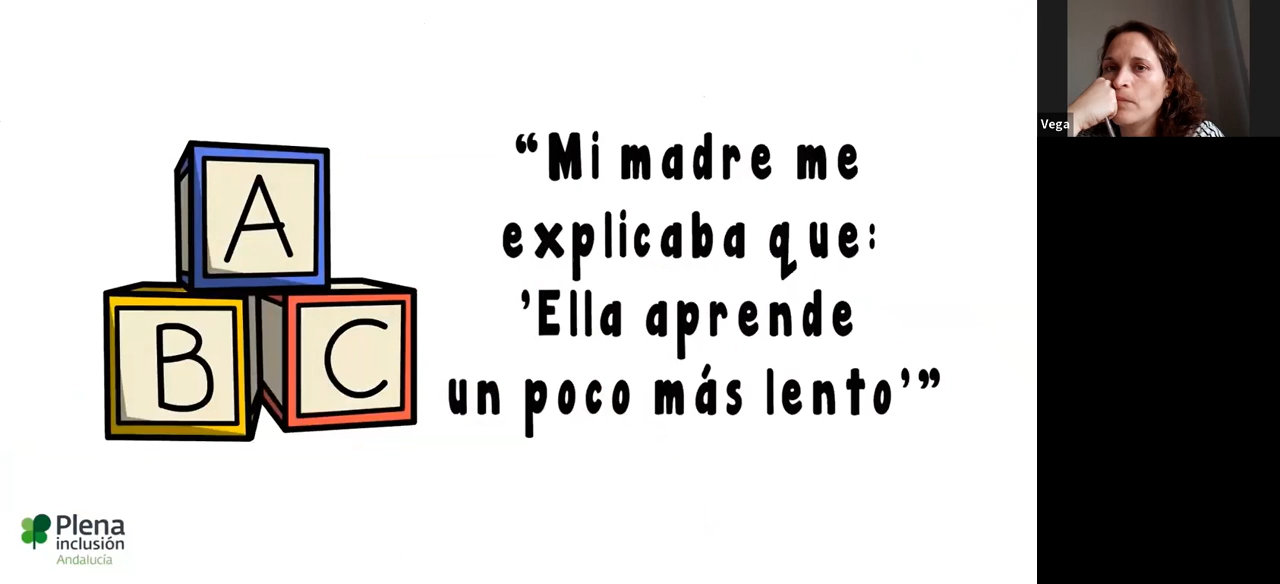 A
B
C
“Mi madre me
explicaba que:
’Ella aprende
un poco más lento’”
Plena
inclusión
Andalucía
Vega